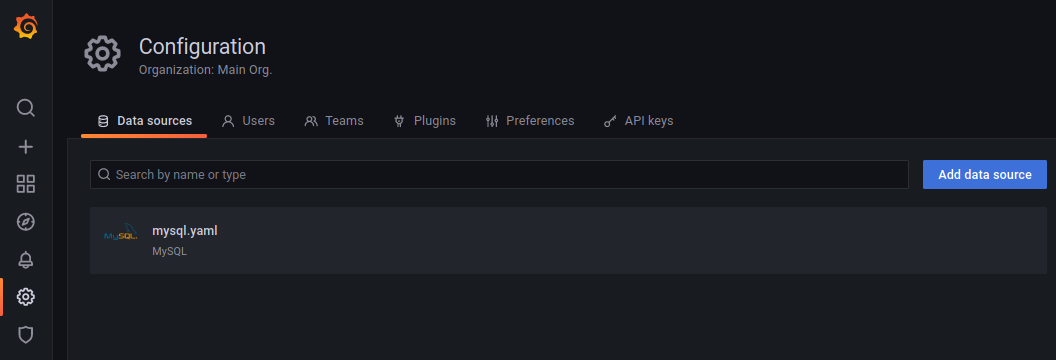 Configuration
Organization: Main Org.
Data sources
Users
Teams
Plugins
Preferences
API keys
Search by name or type
Add data source
MySQL.
mysql.yaml
MySQL